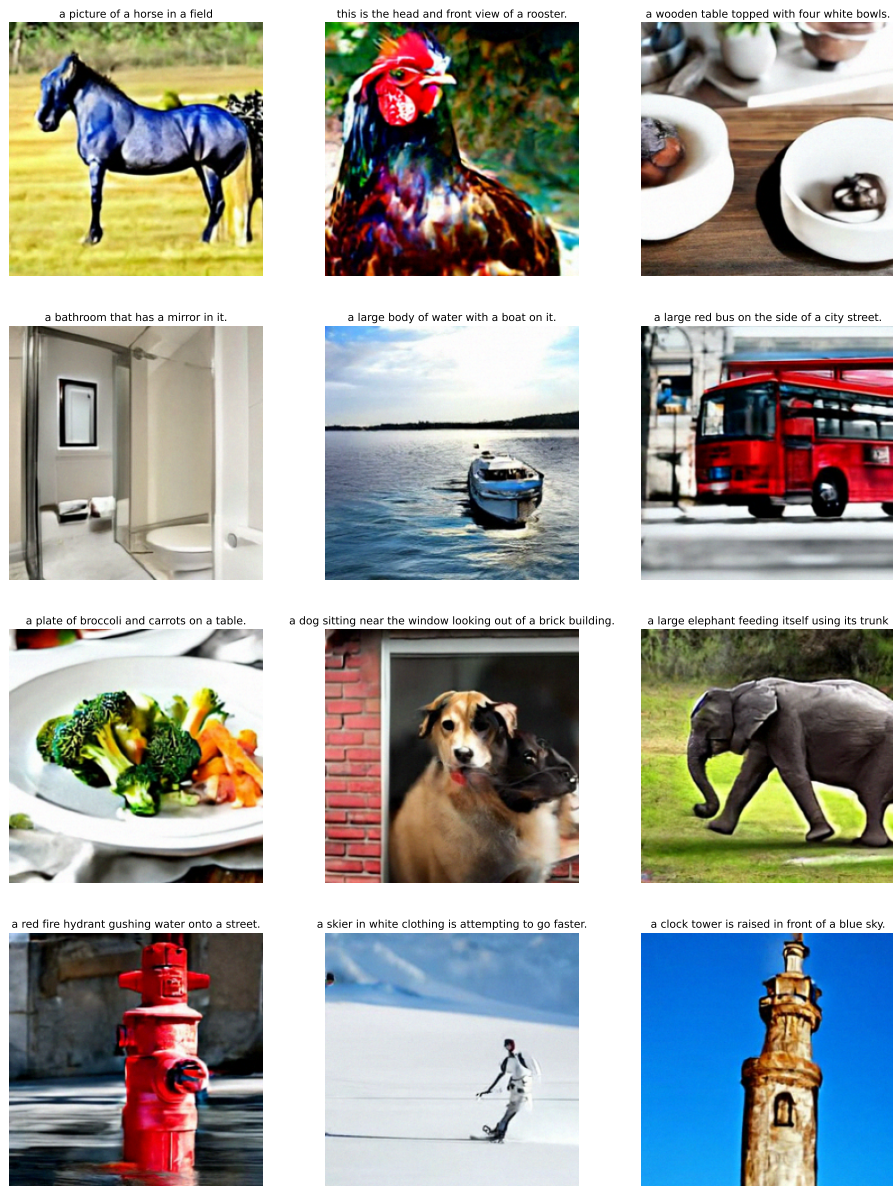 a picture of a horse in a field
this is the head and front view of a rooster.
a wooden table topped with four white bowls.
a bathroom that has a mirror in it.
a large body of water with a boat on it.
a large red bus on the side of a city street.
a plate of broccoli and carrots on a table.
a dog sitting near the window looking out of a brick building.
a large elephant feeding itself using its trunk
a red fire hydrant gushing water onto a street.
a skier in white clothing is attempting to go faster.
a clock tower is raised in front of a blue sky.